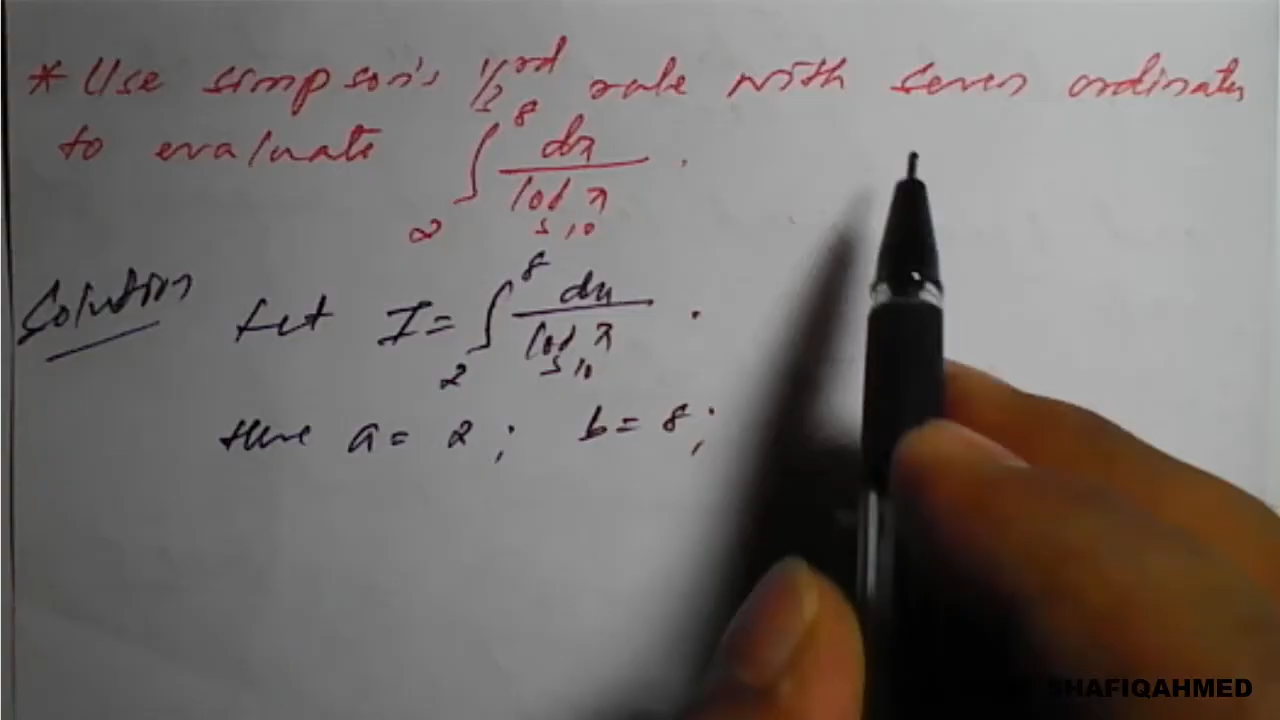 * Use simpson's 1/3rd rule with seven ordinates
to evaluate ∫₂⁸ dx / log₁₀ x .
Solution Let I = ∫₂⁸ dx / log₁₀ x .
Here a = 2 ; b = 8 ;
SHAFIQAHMED